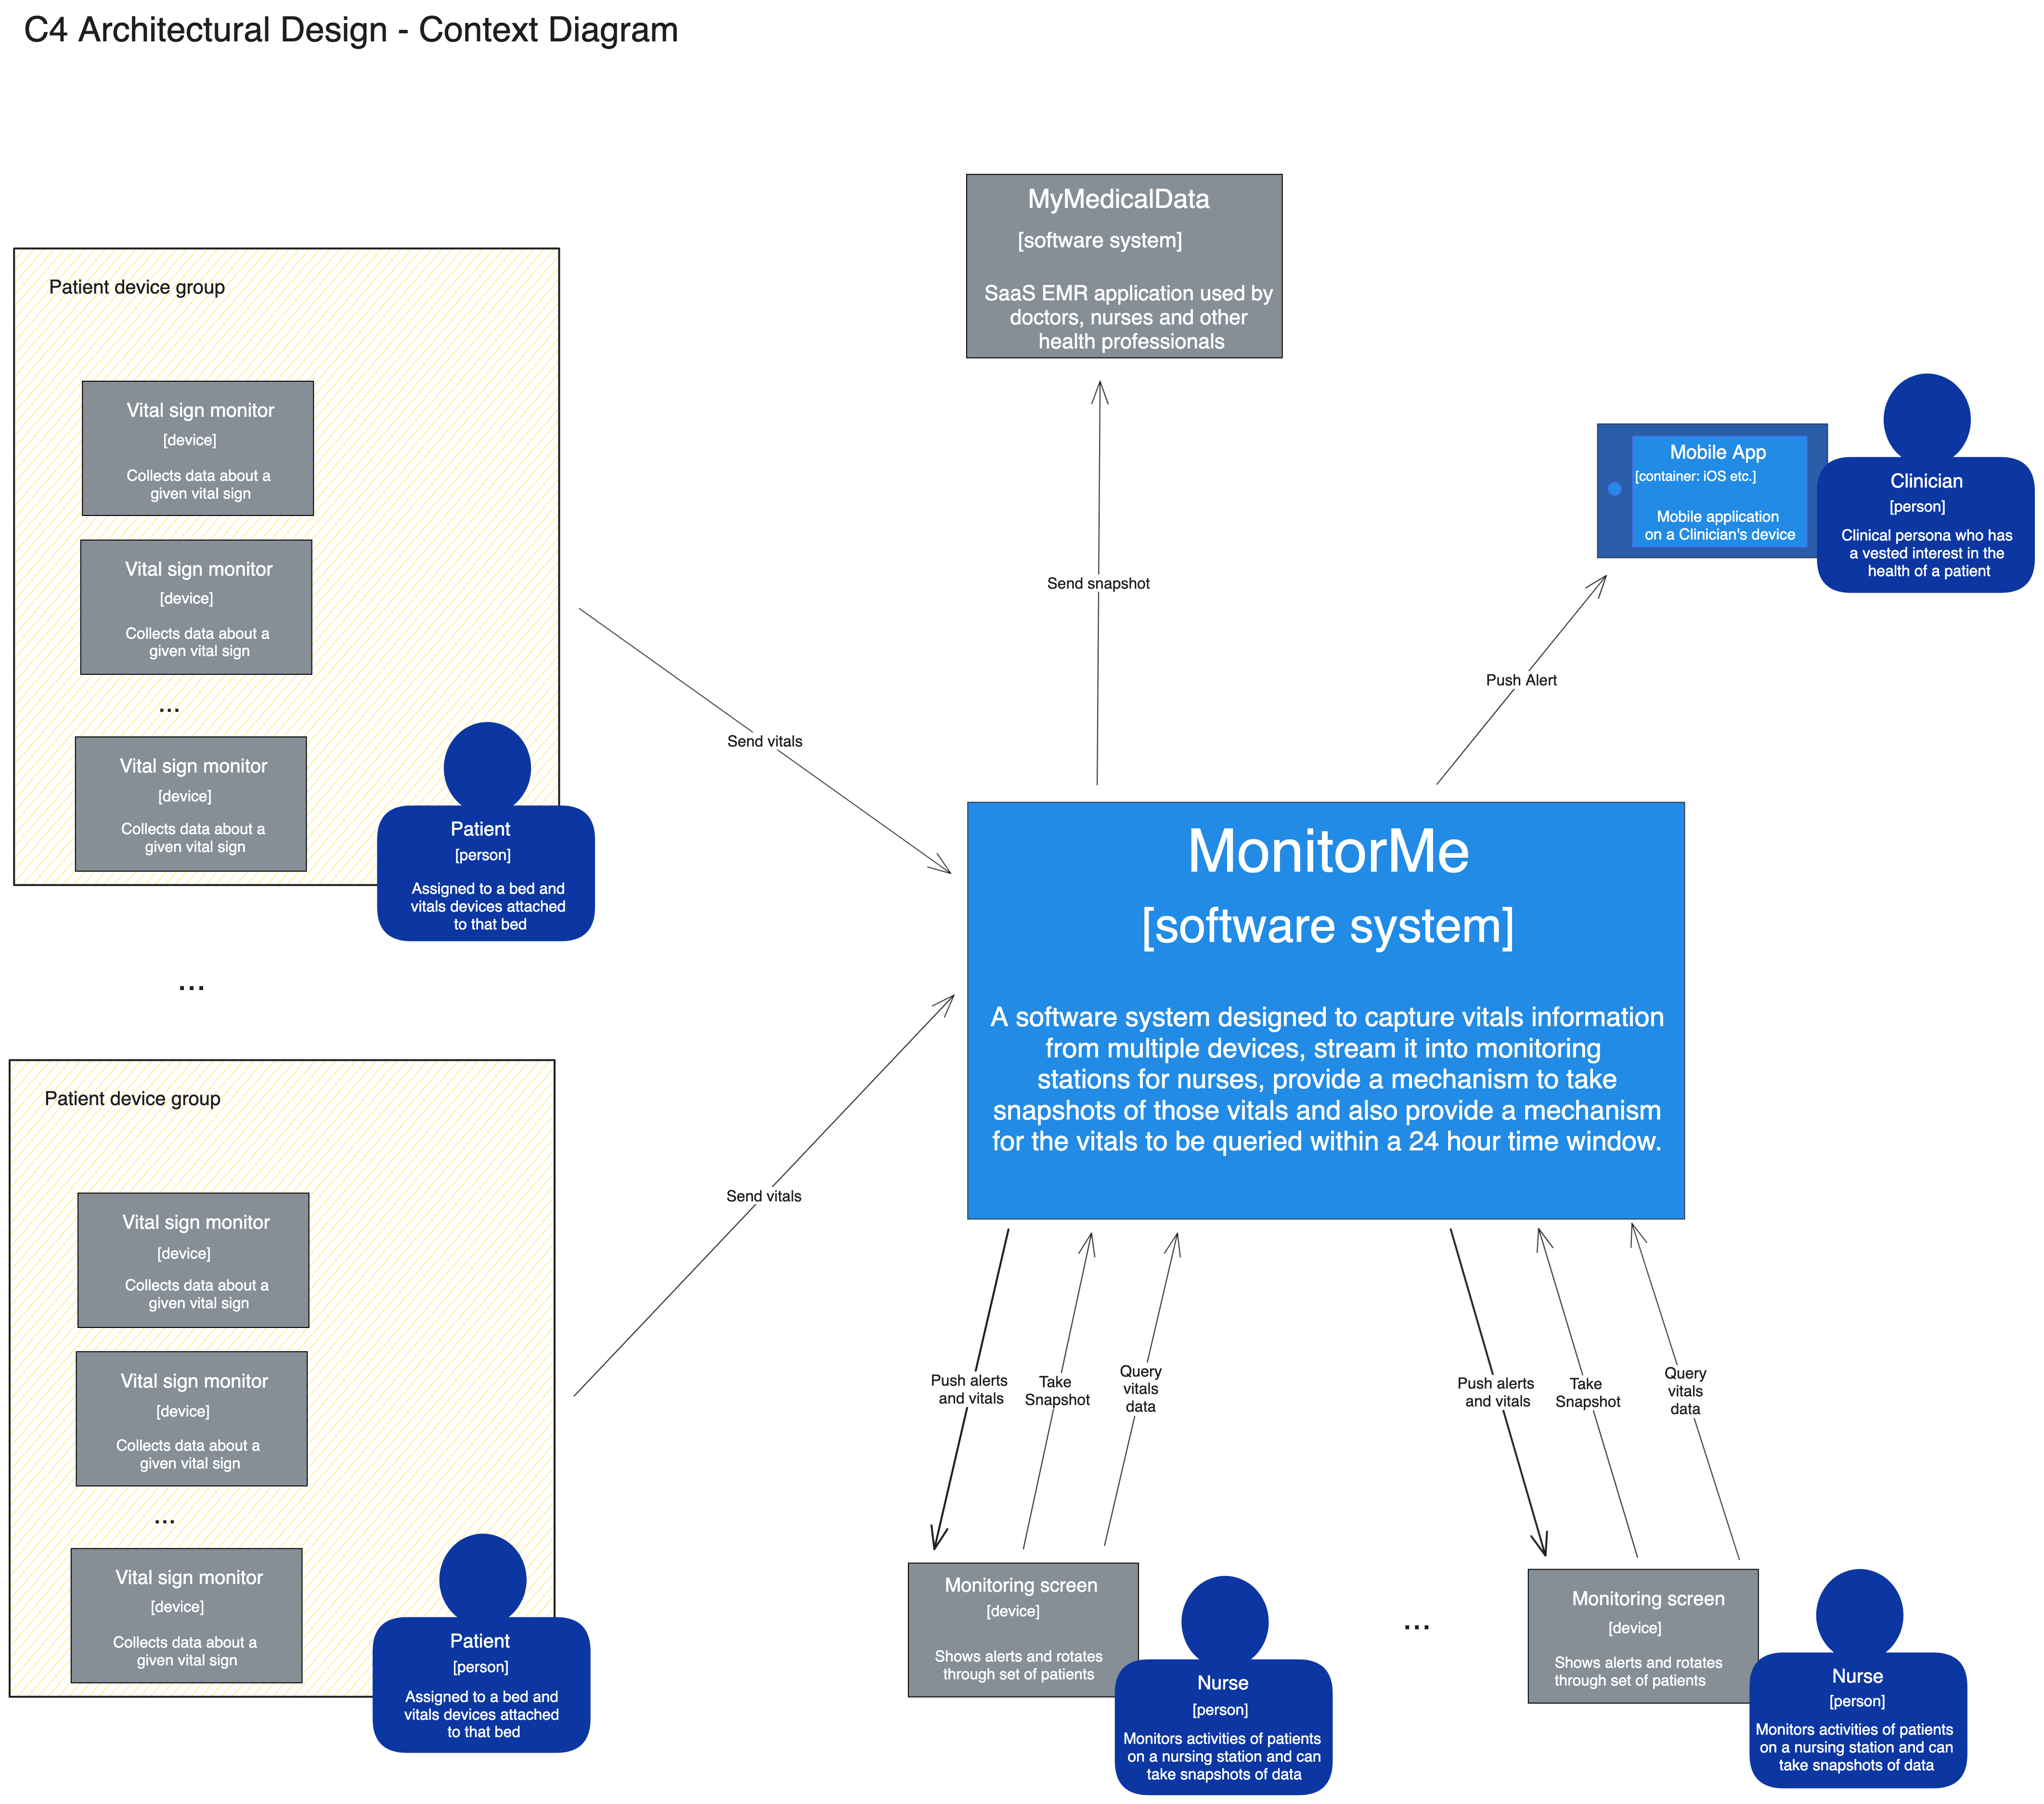 C4 Architectural Design - Context Diagram
MyMedicalData
[software system]
SaaS EMR application used by
doctors, nurses and other
health professionals
Patient device group
Vital sign monitor
[device]
Collects data about a
given vital sign
Vital sign monitor
[device]
Collects data about a
given vital sign
...
Vital sign monitor
[device]
Collects data about a
given vital sign
Patient
[person]
Assigned to a bed and
vitals devices attached
to that bed
Mobile App
[container: iOS etc.]
Mobile application
on a Clinician's device
Clinician
[person]
Clinical persona who has
a vested interest in the
health of a patient
Send snapshot
Push Alert
Send vitals
MonitorMe
[software system]
A software system designed to capture vitals information
from multiple devices, stream it into monitoring
stations for nurses, provide a mechanism to take
snapshots of those vitals and also provide a mechanism
for the vitals to be queried within a 24 hour time window.
...
Patient device group
Vital sign monitor
[device]
Collects data about a
given vital sign
Vital sign monitor
[device]
Collects data about a
given vital sign
...
Vital sign monitor
[device]
Collects data about a
given vital sign
Patient
[person]
Assigned to a bed and
vitals devices attached
to that bed
Send vitals
Push alerts
and vitals
Take
Snapshot
Query
vitals
data
Push alerts
and vitals
Take
Snapshot
Query
vitals
data
Monitoring screen
[device]
Shows alerts and rotates
through set of patients
Nurse
[person]
Monitors activities of patients
on a nursing station and can
take snapshots of data
...
Monitoring screen
[device]
Shows alerts and rotates
through set of patients
Nurse
[person]
Monitors activities of patients
on a nursing station and can
take snapshots of data